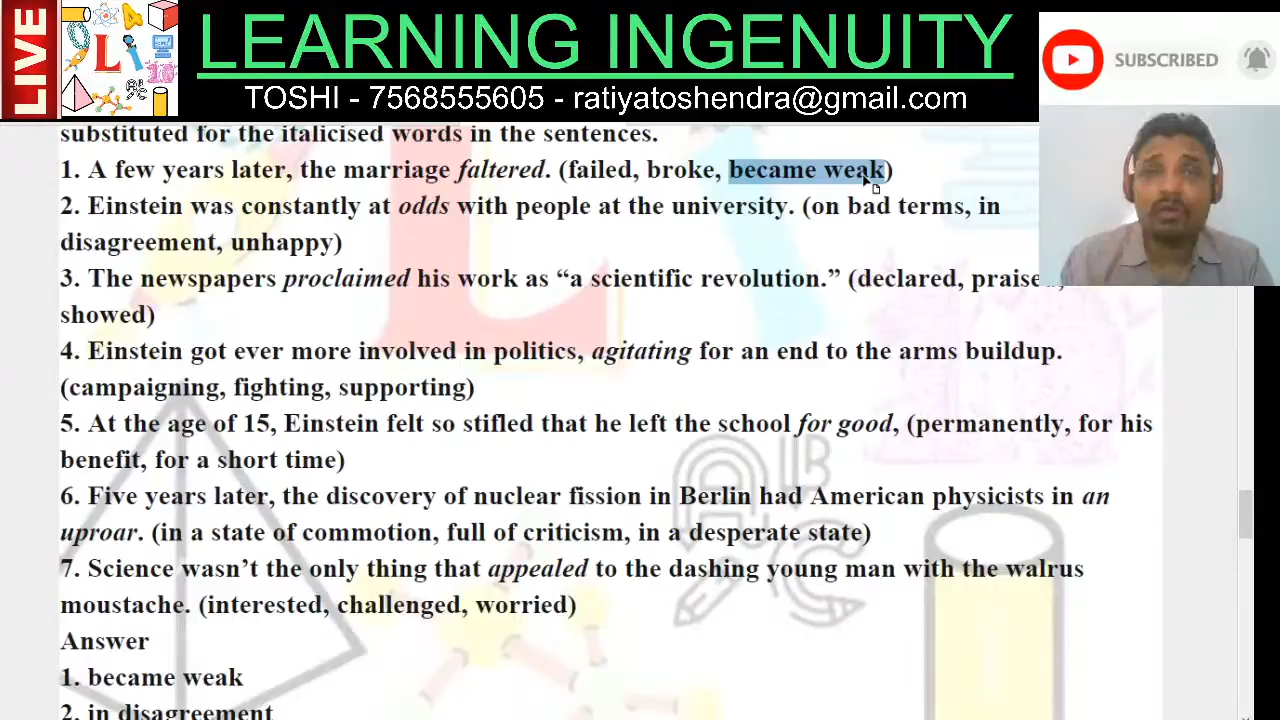 LIVE
LEARNING INGENUITY
TOSHI - 7568555605 - ratiyatoshendra@gmail.com
SUBSCRIBED
substituted for the italicised words in the sentences.
1. A few years later, the marriage faltered. (failed, broke, became weak)
2. Einstein was constantly at odds with people at the university. (on bad terms, in
disagreement, unhappy)
3. The newspapers proclaimed his work as “a scientific revolution.” (declared, praised,
showed)
4. Einstein got ever more involved in politics, agitating for an end to the arms buildup.
(campaigning, fighting, supporting)
5. At the age of 15, Einstein felt so stifled that he left the school for good, (permanently, for his
benefit, for a short time)
6. Five years later, the discovery of nuclear fission in Berlin had American physicists in an
uproar. (in a state of commotion, full of criticism, in a desperate state)
7. Science wasn’t the only thing that appealed to the dashing young man with the walrus
moustache. (interested, challenged, worried)
Answer
1. became weak
2. in disagreement